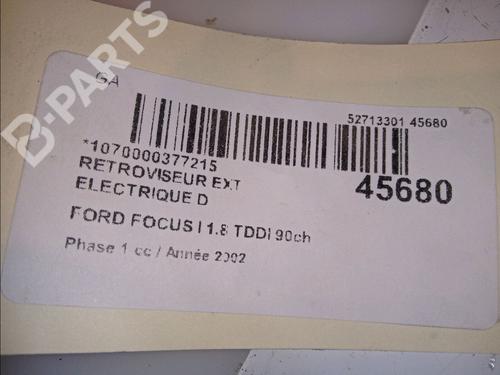 B-PARTS
GA
52713301 45680
*1070000377215
RETROVISEUR EXT
ELECTRIQUE D
45680
FORD FOCUS I 1.8 TDDi 90ch
Phase 1 cc / Année 2002